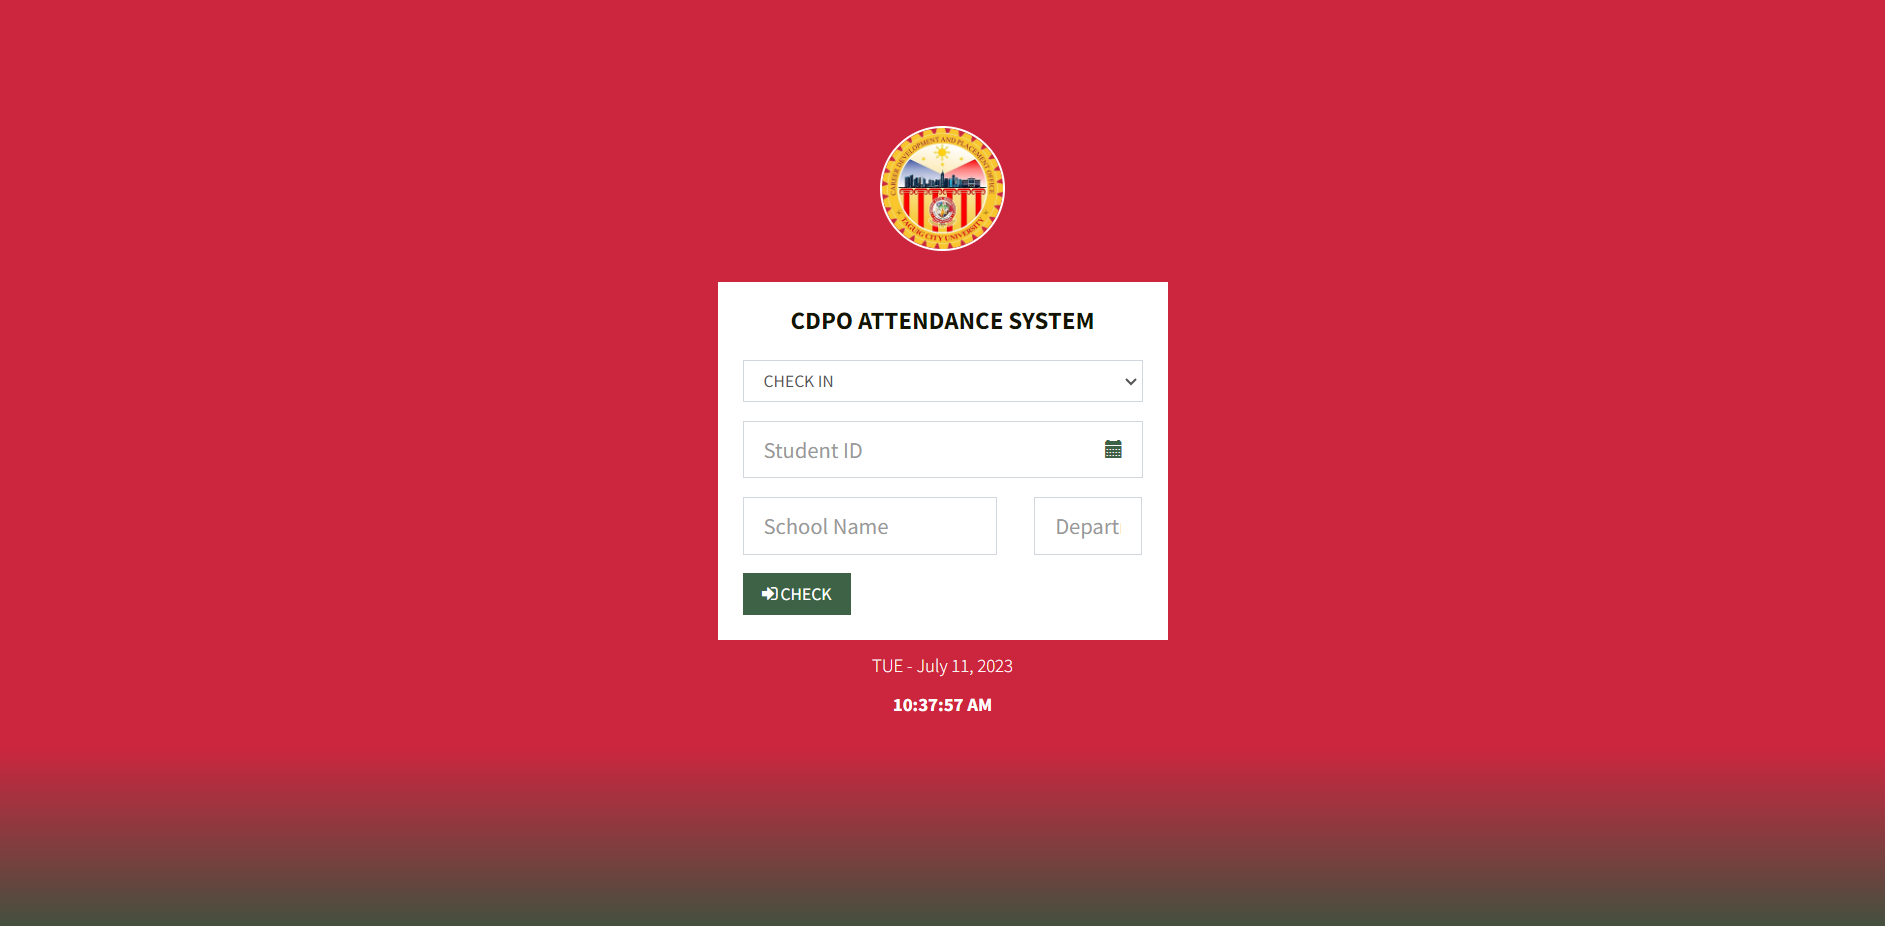 CAREER DEVELOPMENT AND PLACEMENT OFFICE
TAGUIG CITY UNIVERSITY
CDPO ATTENDANCE SYSTEM
CHECK IN
Student ID
School Name
Depart
CHECK
TUE - July 11, 2023
10:37:57 AM